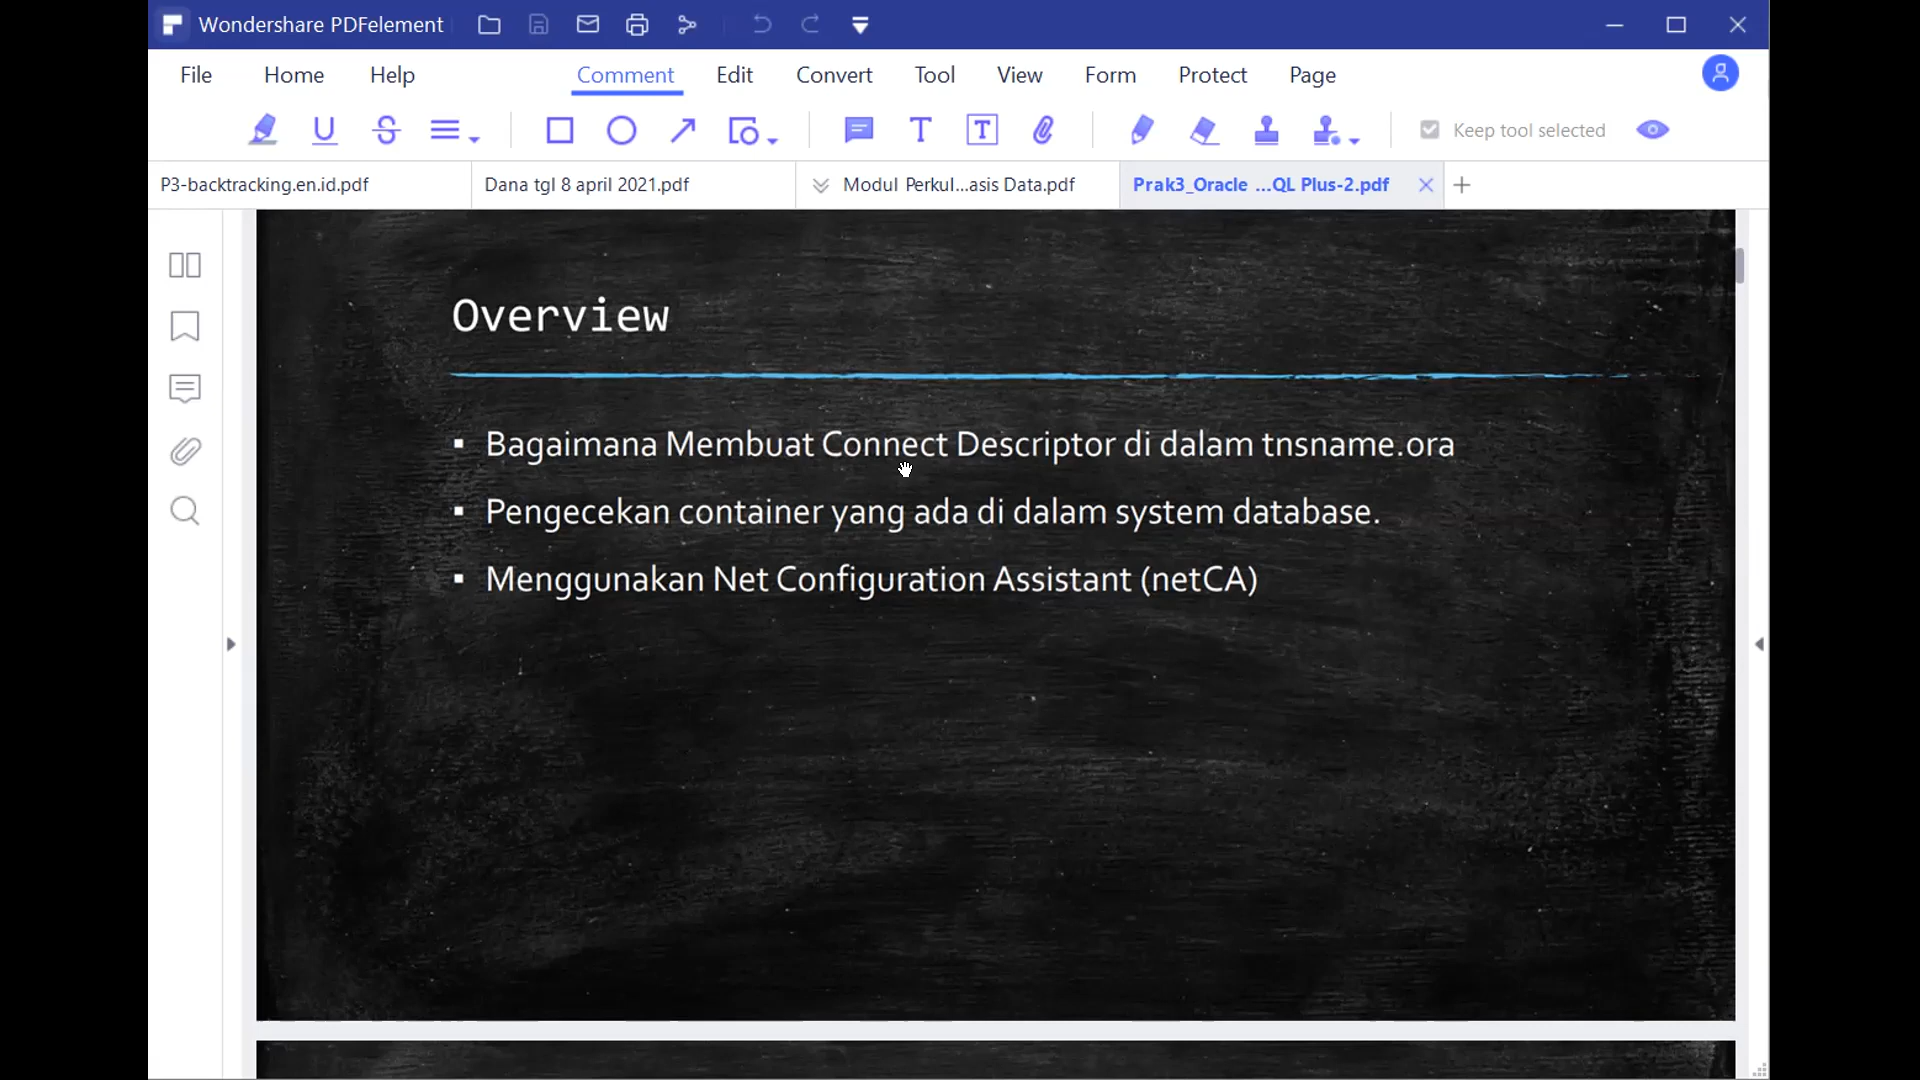 Wondershare PDFelement
File Home Help Comment Edit Convert Tool View Form Protect Page
Keep tool selected
P3-backtracking.en.id.pdf Dana tgl 8 april 2021.pdf Modul Perkul...asis Data.pdf Prak3_Oracle ...QL Plus-2.pdf
Overview
▪ Bagaimana Membuat Connect Descriptor di dalam tnsname.ora
▪ Pengecekan container yang ada di dalam system database.
▪ Menggunakan Net Configuration Assistant (netCA)